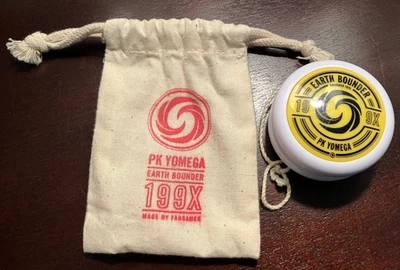 PK YOMEGA
EARTH BOUNDER
199X
MADE BY FANGAMER
EARTH BOUNDER
19 9X
PK YOMEGA